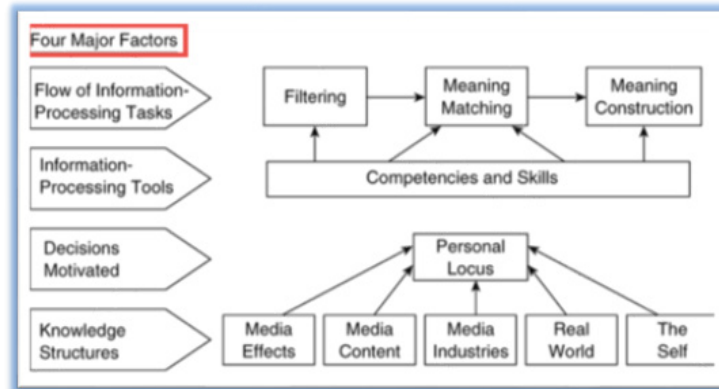 Four Major Factors
Flow of Information-
Processing Tasks
Filtering
Meaning
Matching
Meaning
Construction
Information-
Processing Tools
Competencies and Skills
Decisions
Motivated
Personal
Locus
Knowledge
Structures
Media
Effects
Media
Content
Media
Industries
Real
World
The
Self